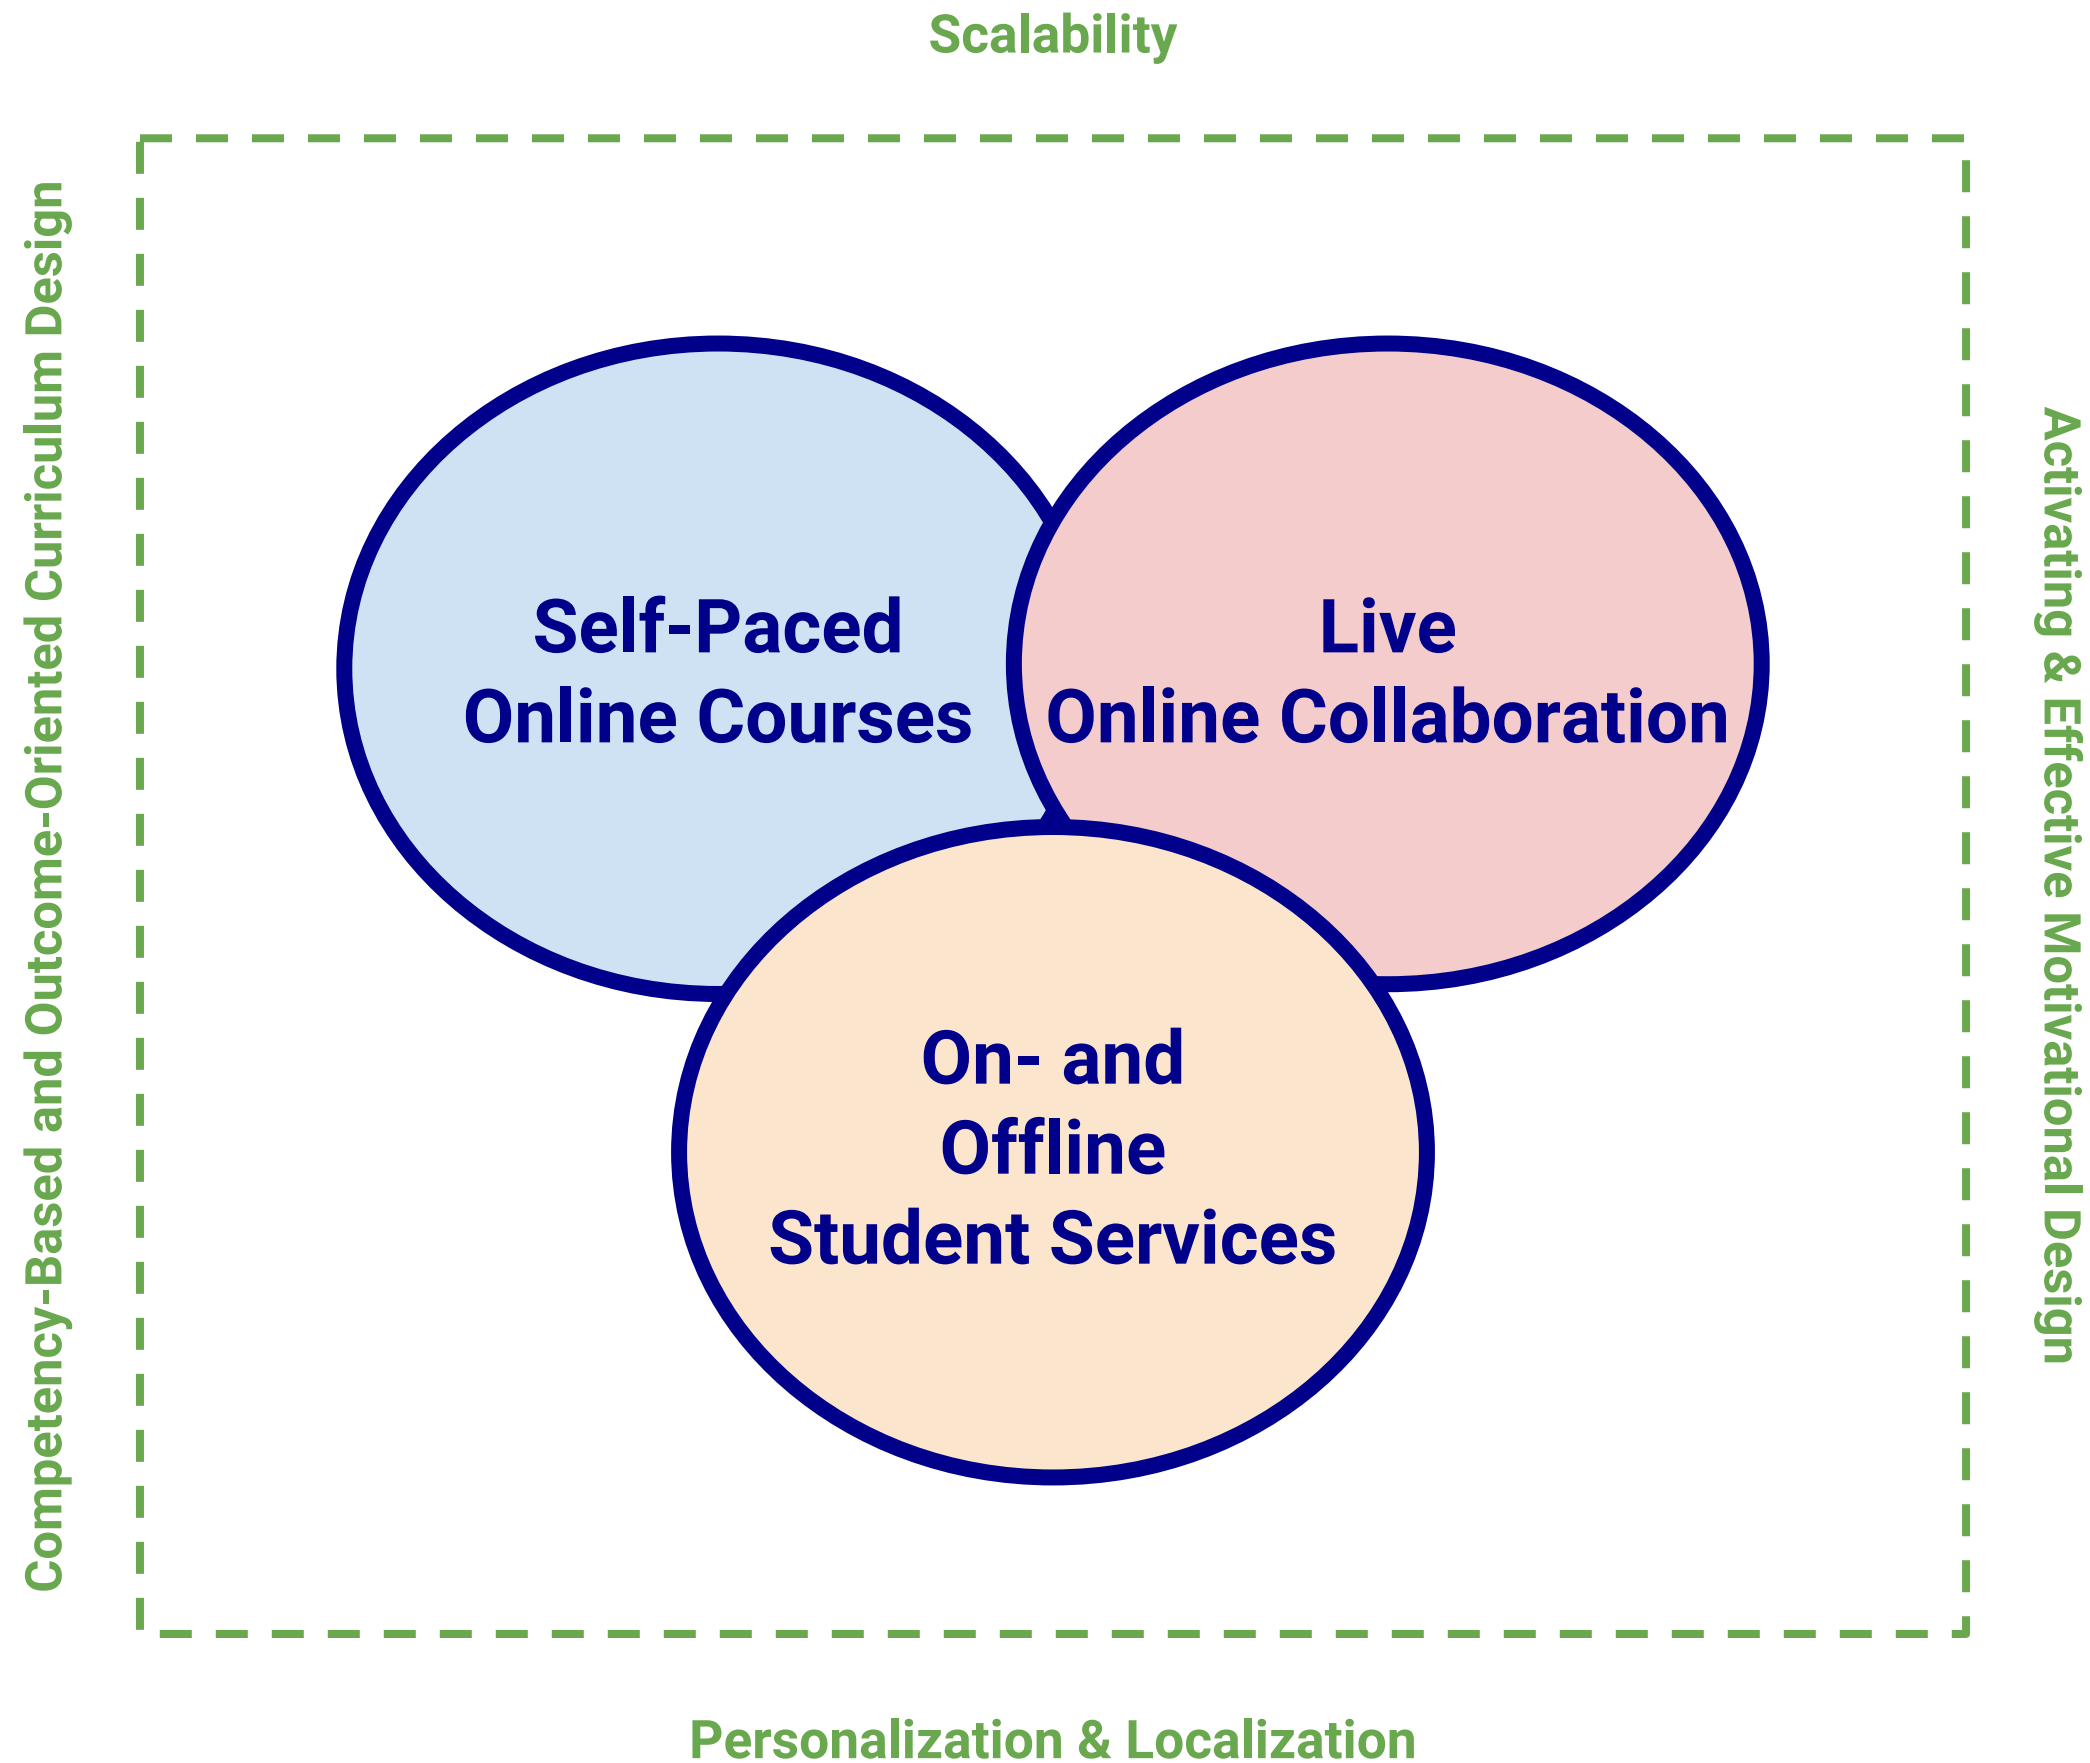 Scalability
Competency-Based and Outcome-Oriented Curriculum Design
Self-Paced
Online Courses
Live
Online Collaboration
On- and
Offline
Student Services
Activating & Effective Motivational Design
Personalization & Localization